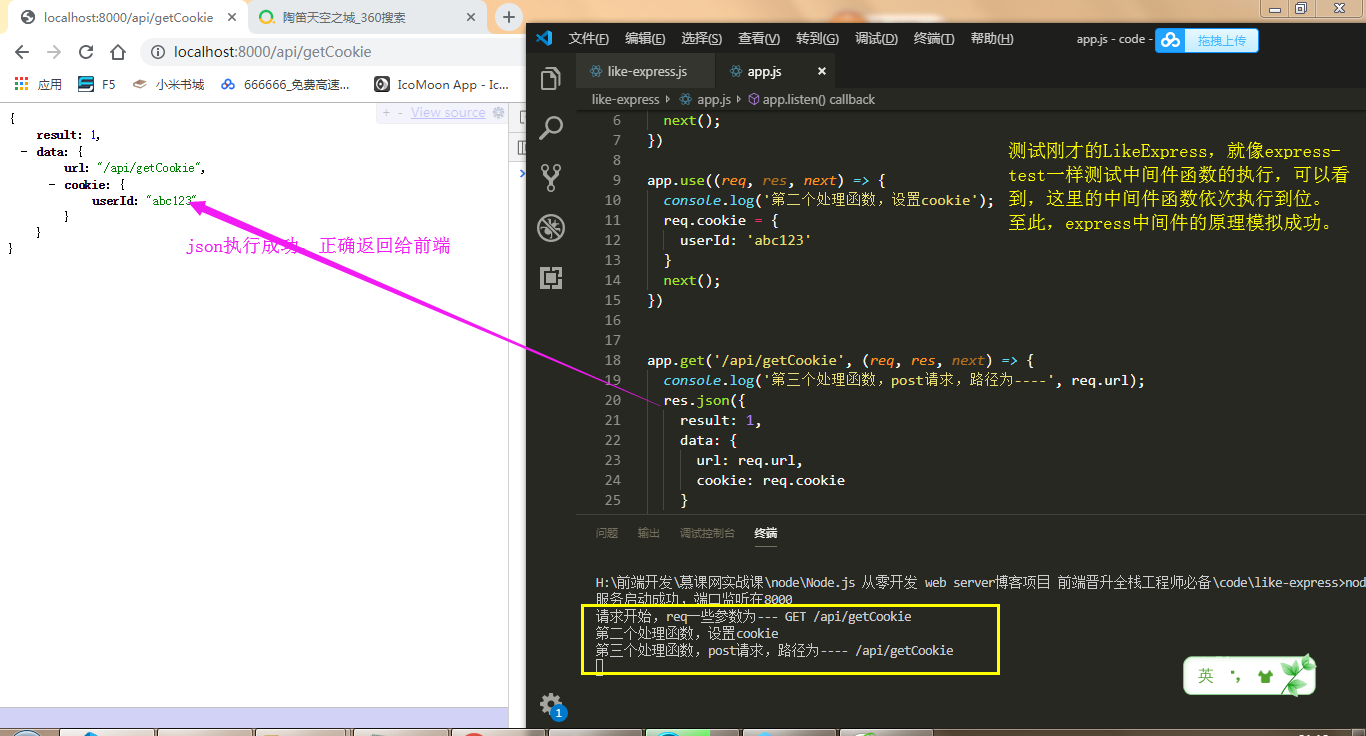 localhost:8000/api/getCookie
陶笛天空之城_360搜索
localhost:8000/api/getCookie
应用 F5 小米书城 666666_免费高速... IcoMoon App - Ic...
+ - View source
{
result: 1,
- data: {
url: "/api/getCookie",
- cookie: {
userId: "abc123"
}
}
}
json执行成功，正确返回给前端
文件(F) 编辑(E) 选择(S) 查看(V) 转到(G) 调试(D) 终端(T) 帮助(H) app.js - code -
拖拽上传
like-express.js app.js
like-express app.js app.listen() callback
6 next();
7 })
8
9 app.use((req, res, next) => {
10 console.log('第二个处理函数，设置cookie');
11 req.cookie = {
12 userId: 'abc123'
13 }
14 next();
15 })
16
17
18 app.get('/api/getCookie', (req, res, next) => {
19 console.log('第三个处理函数，post请求，路径为----', req.url);
20 res.json({
21 result: 1,
22 data: {
23 url: req.url,
24 cookie: req.cookie
25 }
测试刚才的LikeExpress，就像express-
test一样测试中间件函数的执行，可以看
到，这里的中间件函数依次执行到位。
至此，express中间件的原理模拟成功。
问题 输出 调试控制台 终端
H:\前端开发\慕课网实战课\node\Node.js 从零开发 web server博客项目 前端晋升全栈工程师必备\code\like-express>nod
服务启动成功，端口监听在8000
请求开始，req一些参数为--- GET /api/getCookie
第二个处理函数，设置cookie
第三个处理函数，post请求，路径为---- /api/getCookie
英
1